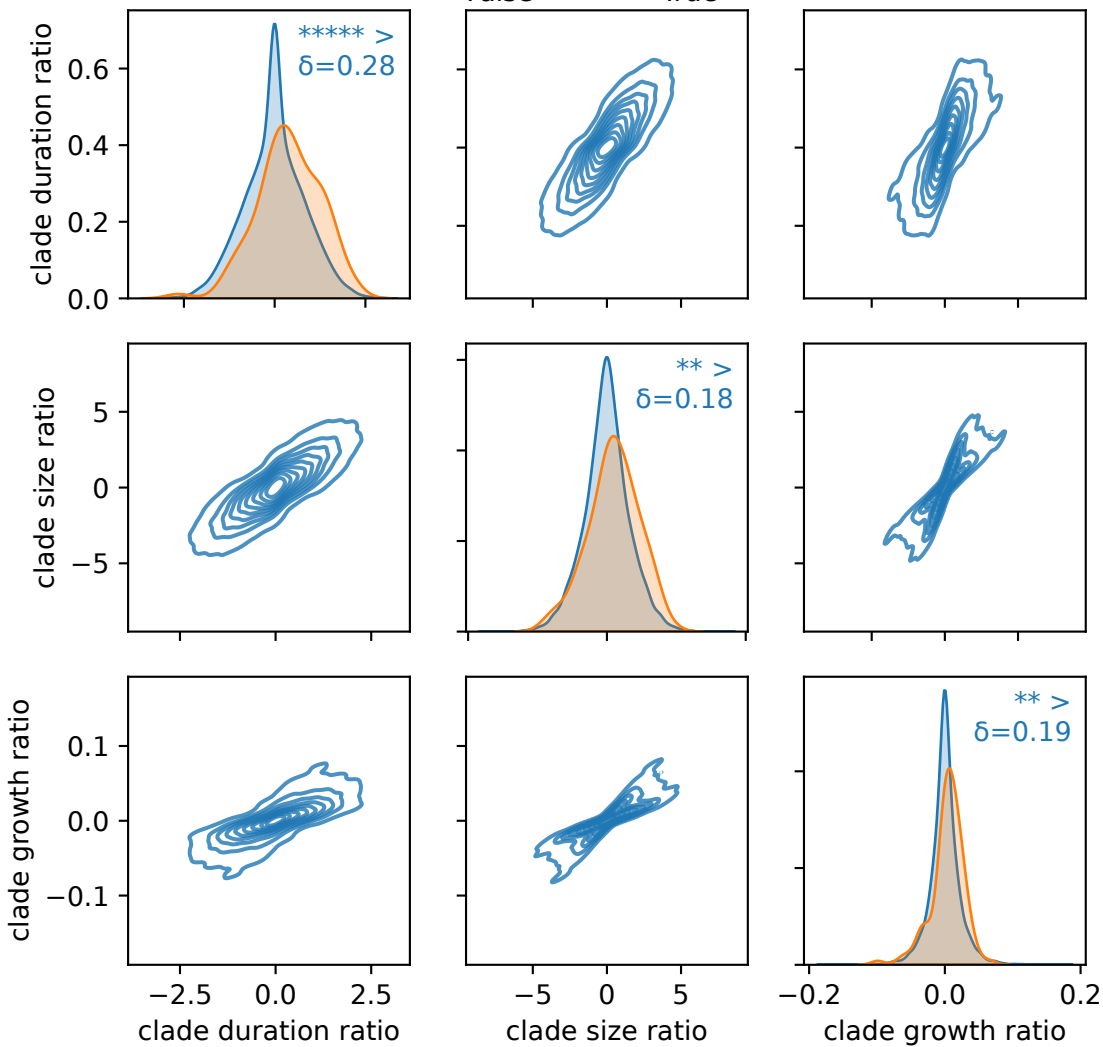 clade duration ratio
0.6
0.4
0.2
0.0
***** >
δ=0.28
clade size ratio
5
0
−5
** >
δ=0.18
clade growth ratio
0.1
0.0
−0.1
** >
δ=0.19
−2.5 0.0 2.5
−5 0 5
−0.2 0.0 0.2
clade duration ratio
clade size ratio
clade growth ratio